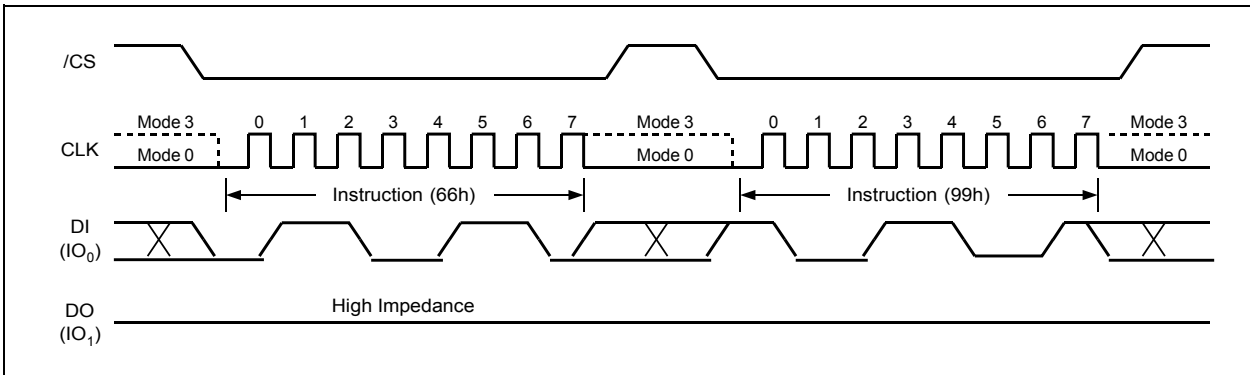 /CS
Mode 3 0 1 2 3 4 5 6 7 Mode 3 0 1 2 3 4 5 6 7 Mode 3
CLK
Mode 0 Mode 0 Mode 0
Instruction (66h) Instruction (99h)
DI
(IO₀)
High Impedance
DO
(IO₁)